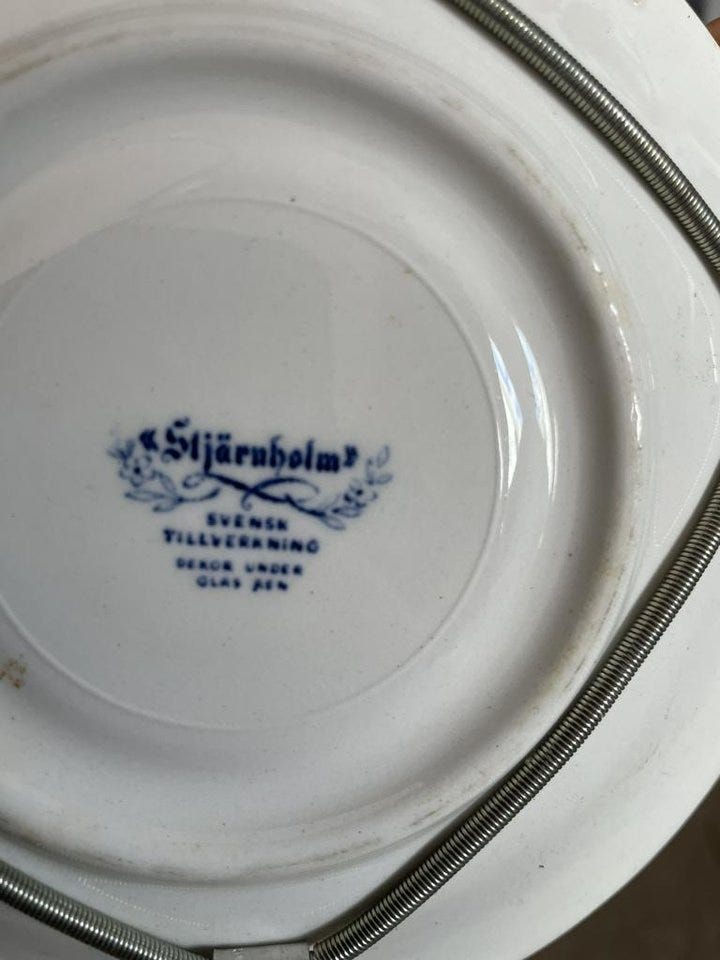 "Stjärnholm"
SVENSK
TILLVERKNING
DEKOR UNDER
GLASYREN